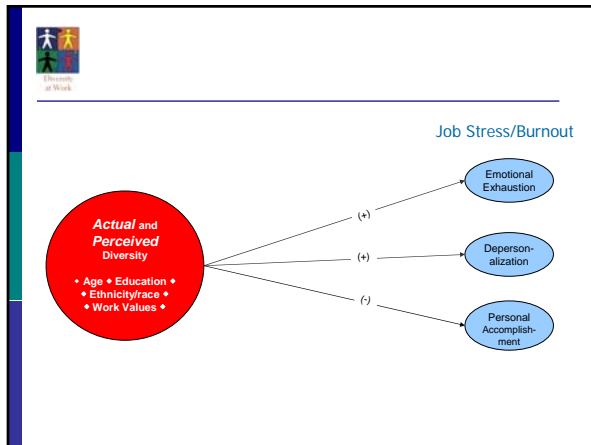 Diversity
at Work
Job Stress/Burnout
Emotional
Exhaustion
(+)
Actual and
Perceived
Diversity
◆ Age ◆ Education ◆
◆ Ethnicity/race ◆
◆ Work Values ◆
(+)
Deperson-
alization
(-)
Personal
Accomplish-
ment